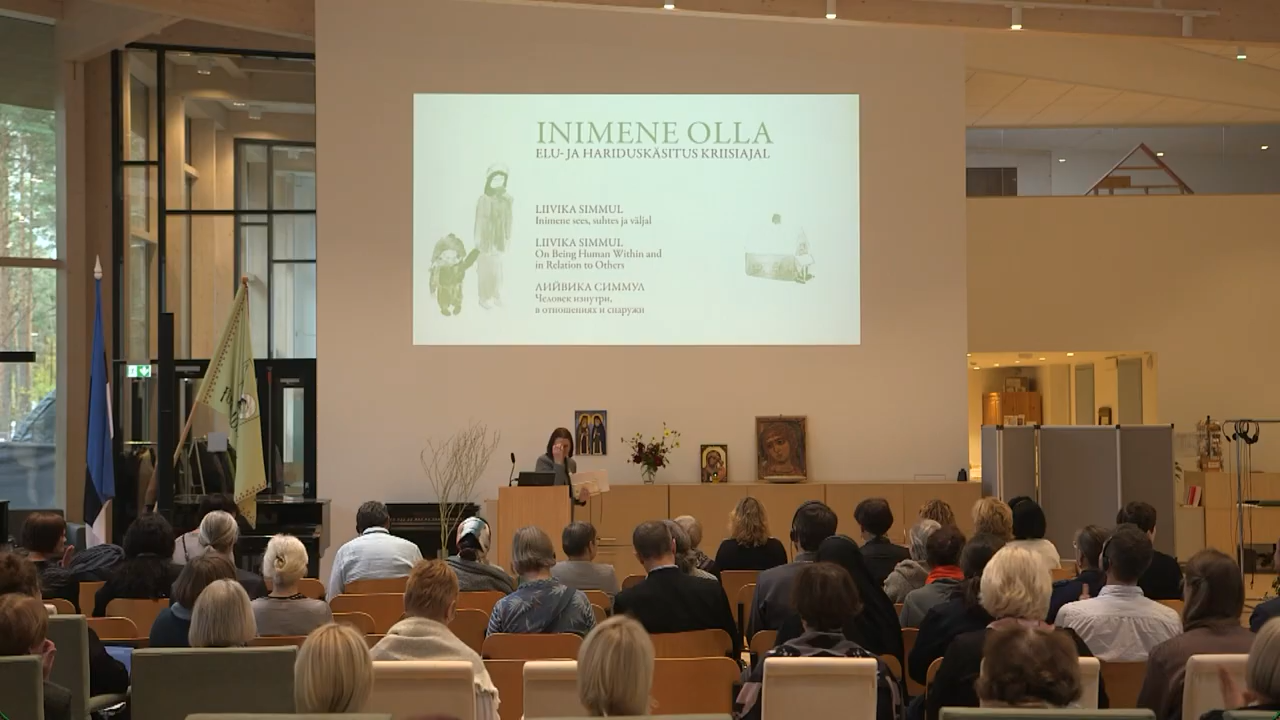 INIMENE OLLA
ELU- JA HARIDUSKÄSITUS KRIISIAJAL
LIIVIKA SIMMUL
Inimene sees, suhtes ja väljal
LIIVIKA SIMMUL
On Being Human Within and
in Relation to Others
ЛИЙВИКА СИММУЛ
Человек изнутри,
в отношениях и снаружи